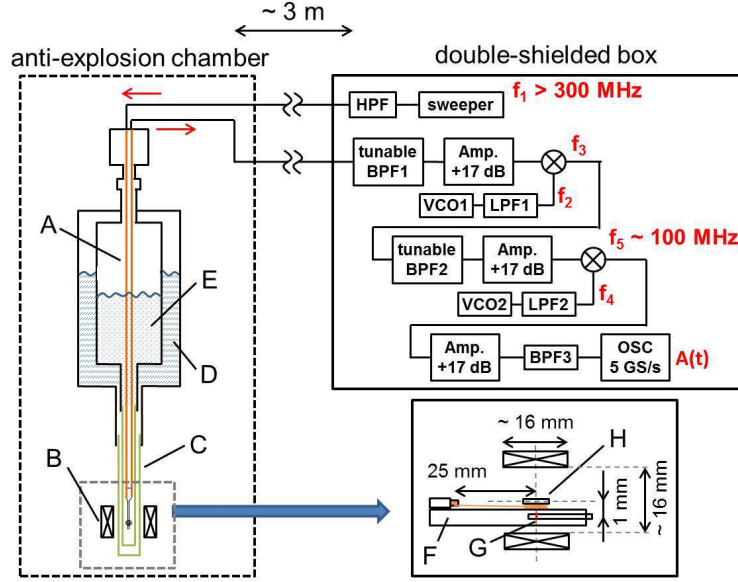 ~ 3 m
anti-explosion chamber
double-shielded box
HPF
sweeper
f1 > 300 MHz
tunable
BPF1
Amp.
+17 dB
f3
VCO1
LPF1
f2
tunable
BPF2
Amp.
+17 dB
f5 ~ 100 MHz
VCO2
LPF2
f4
Amp.
+17 dB
BPF3
OSC
5 GS/s
A(t)
A
E
D
C
B
~ 16 mm
H
25 mm
1 mm
~ 16 mm
F
G